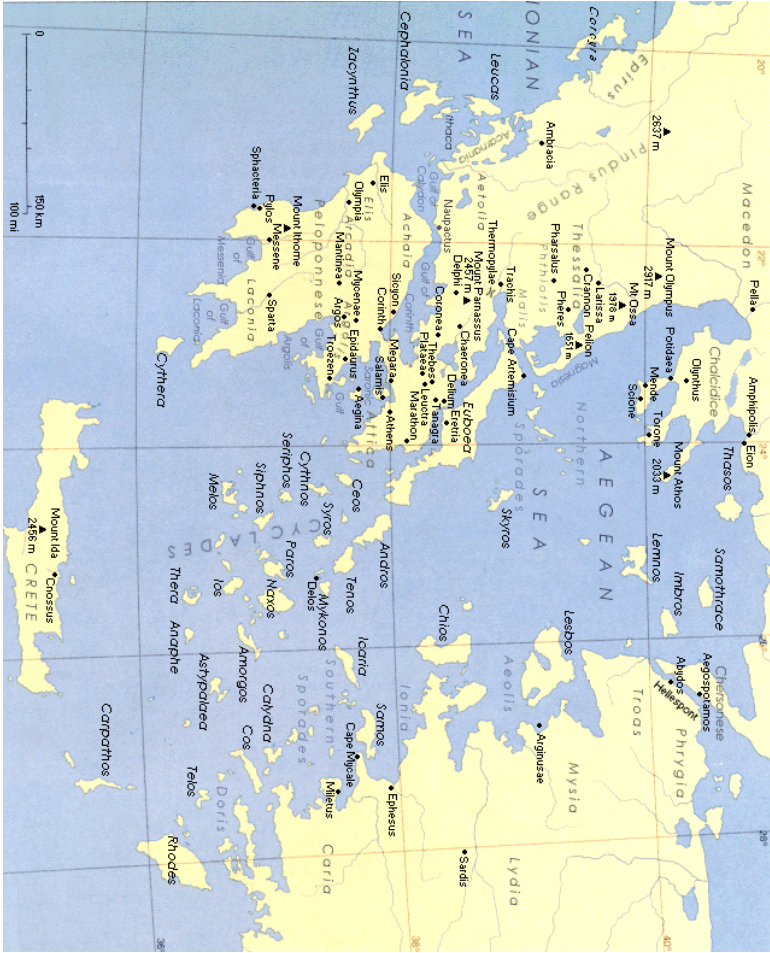 20°
22°
24°
26°
28°
Macedon
Pella
Amphipolis
Eion
Chalcidice
Thasos
Samothrace
Chersonese
Aegospotamos
2637 m
Mount Olympus
2917 m
Potidaea
Olynthus
Mende
Scione
Torone
Mount Athos
2033 m
Lemnos
Imbros
Abydos
Hellespont
Phrygia
40°
Corcyra
Epirus
Pindus Range
Thessalia
Mt Ossa
1978 m
Larissa
Crannon
Pelion
1651 m
Pheres
Pharsalus
Magnesia
AEGEAN
SEA
Northern
Sporades
Troas
IONIAN
SEA
Ambracia
Phthiotis
Malis
Trachis
Cape Artemisium
Skyros
Lesbos
Mysia
Arginusae
Aeolis
Leucas
Acarnania
Aetolia
Thermopylae
Mount Parnassus
2457 m
Delphi
Chaeronea
Coronea
Euboea
Eretria
Delium
Tanagra
Thebes
Leuctra
Plataea
Marathon
Chios
Lydia
Sardis
Cephalonia
Ithaca
Gulf of
Calydon
Naupactus
Gulf of
Corinth
Achaia
Sicyon
Corinth
Megara
Salamis
Athens
Attica
Saronic
Gulf
Andros
Ionia
38°
Ephesus
Samos
Cape Mycale
Miletus
Zacynthus
Elis
Elis
Olympia
Arcadia
Mantinea
Mycenae
Argos
Argolis
Epidaurus
Troezen
Aegina
Ceos
Tenos
Icaria
Peloponnese
Gulf
of
Argolis
Cythnos
Syros
Mykonos
Delos
Southern
Sporades
Caria
CYCLADES
Seriphos
Siphnos
Paros
Naxos
Amorgos
Calydna
Cos
Mount Ithome
Messene
Pylos
Sphacteria
Sparta
Laconia
Gulf
of
Messenia
Gulf
of
Laconia
Melos
Ios
Thera
Anaphe
Astypalaea
Telos
Doris
Rhodes
Cythera
36°
Carpathos
CRETE
Mount Ida
2456 m
Cnossus
0
150 km
100 mi